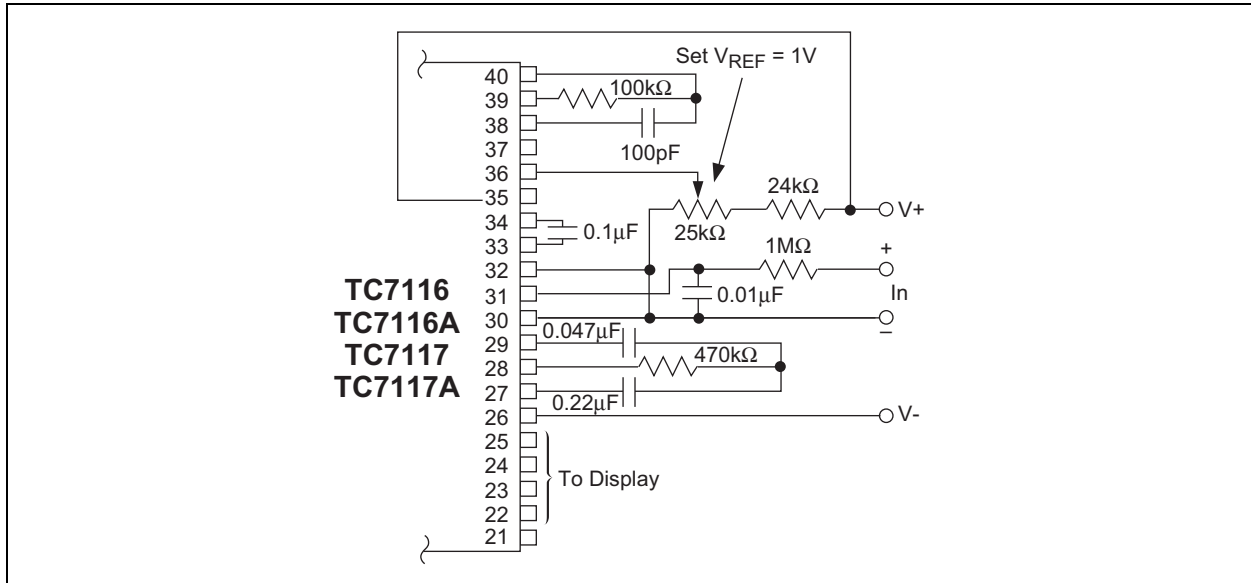 Set VREF = 1V
40
39
38
37
36
35
34
33
32
31
30
29
28
27
26
25
24
23
22
21
100kΩ
100pF
24kΩ
V+
25kΩ
0.1µF
1MΩ
+
In
–
0.01µF
TC7116
TC7116A
TC7117
TC7117A
0.047µF
470kΩ
0.22µF
V-
To Display